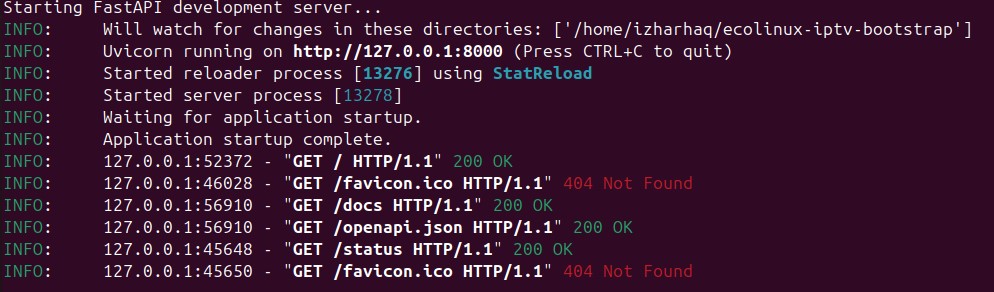 Starting FastAPI development server...
INFO: Will watch for changes in these directories: ['/home/izharhaq/ecolinux-iptv-bootstrap']
INFO: Uvicorn running on http://127.0.0.1:8000 (Press CTRL+C to quit)
INFO: Started reloader process [13276] using StatReload
INFO: Started server process [13278]
INFO: Waiting for application startup.
INFO: Application startup complete.
INFO: 127.0.0.1:52372 - "GET / HTTP/1.1" 200 OK
INFO: 127.0.0.1:46028 - "GET /favicon.ico HTTP/1.1" 404 Not Found
INFO: 127.0.0.1:56910 - "GET /docs HTTP/1.1" 200 OK
INFO: 127.0.0.1:56910 - "GET /openapi.json HTTP/1.1" 200 OK
INFO: 127.0.0.1:45648 - "GET /status HTTP/1.1" 200 OK
INFO: 127.0.0.1:45650 - "GET /favicon.ico HTTP/1.1" 404 Not Found